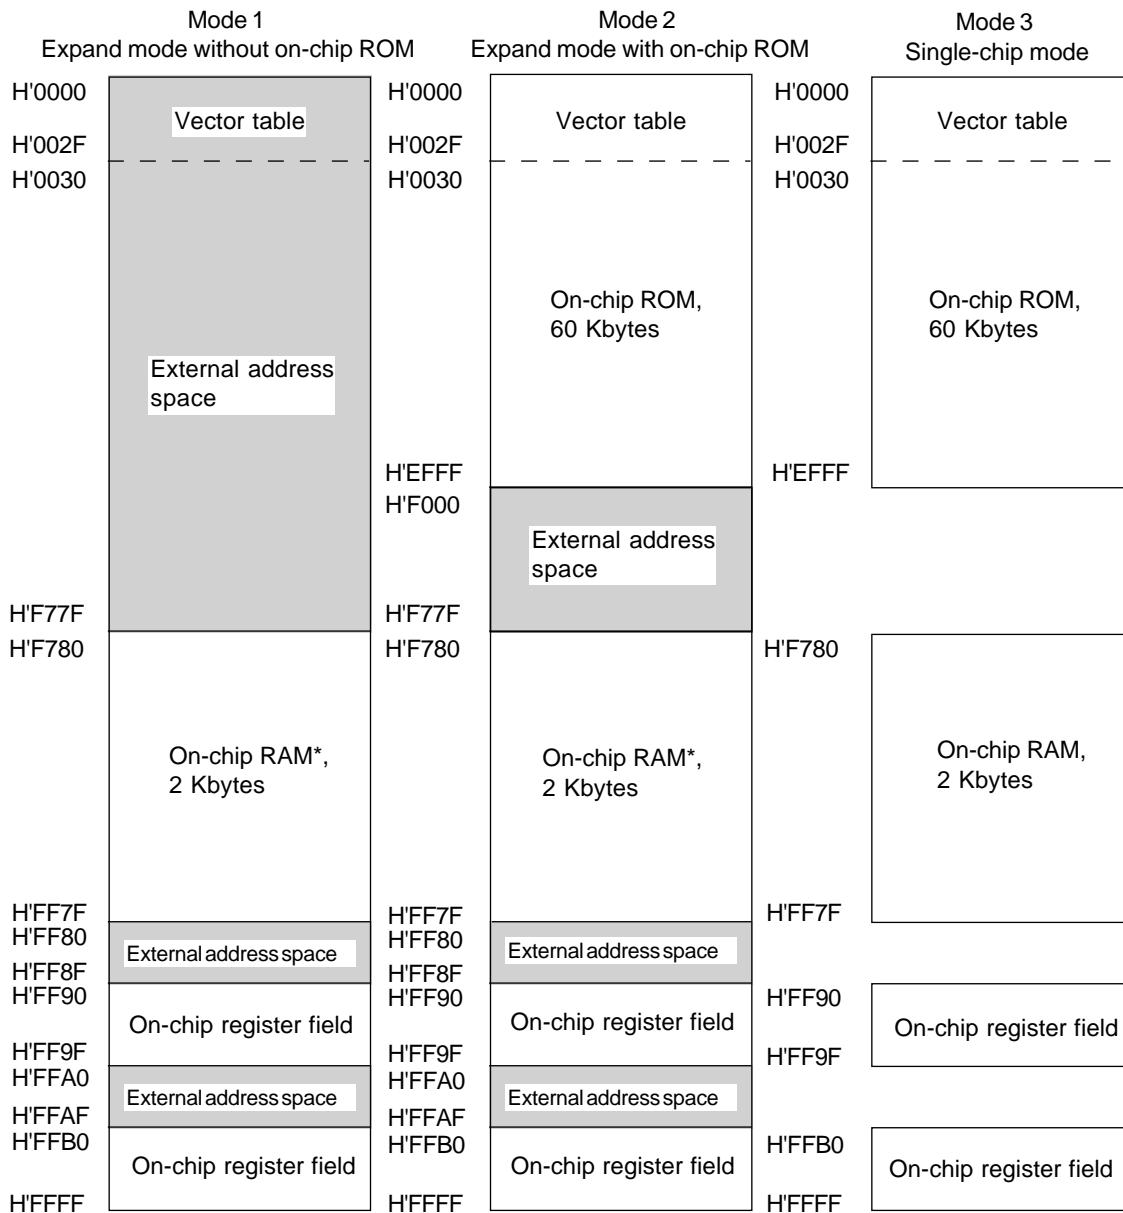 Mode 1
Expand mode without on-chip ROM
H'0000
Vector table
H'002F
H'0030
External address
space
H'F77F
H'F780
On-chip RAM*,
2 Kbytes
H'FF7F
H'FF80
External address space
H'FF8F
H'FF90
On-chip register field
H'FF9F
H'FFA0
External address space
H'FFAF
H'FFB0
On-chip register field
H'FFFF
Mode 2
Expand mode with on-chip ROM
H'0000
Vector table
H'002F
H'0030
On-chip ROM,
60 Kbytes
H'EFFF
H'F000
External address
space
H'F77F
H'F780
On-chip RAM*,
2 Kbytes
H'FF7F
H'FF80
External address space
H'FF8F
H'FF90
On-chip register field
H'FF9F
H'FFA0
External address space
H'FFAF
H'FFB0
On-chip register field
H'FFFF
Mode 3
Single-chip mode
H'0000
Vector table
H'002F
H'0030
On-chip ROM,
60 Kbytes
H'EFFF
H'F780
On-chip RAM,
2 Kbytes
H'FF7F
H'FF90
On-chip register field
H'FF9F
H'FFB0
On-chip register field
H'FFFF